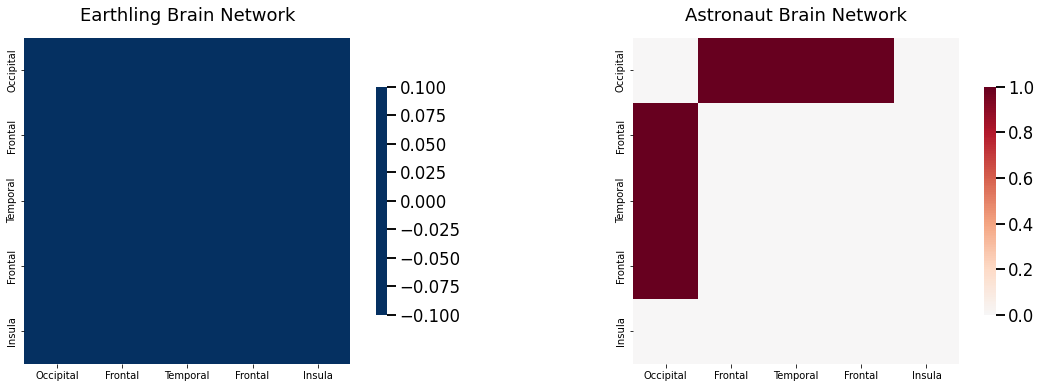 Earthling Brain Network
Occipital
Frontal
Temporal
Frontal
Insula
Occipital Frontal Temporal Frontal Insula
0.100
0.075
0.050
0.025
0.000
−0.025
−0.050
−0.075
−0.100
Astronaut Brain Network
Occipital
Frontal
Temporal
Frontal
Insula
Occipital Frontal Temporal Frontal Insula
1.0
0.8
0.6
0.4
0.2
0.0